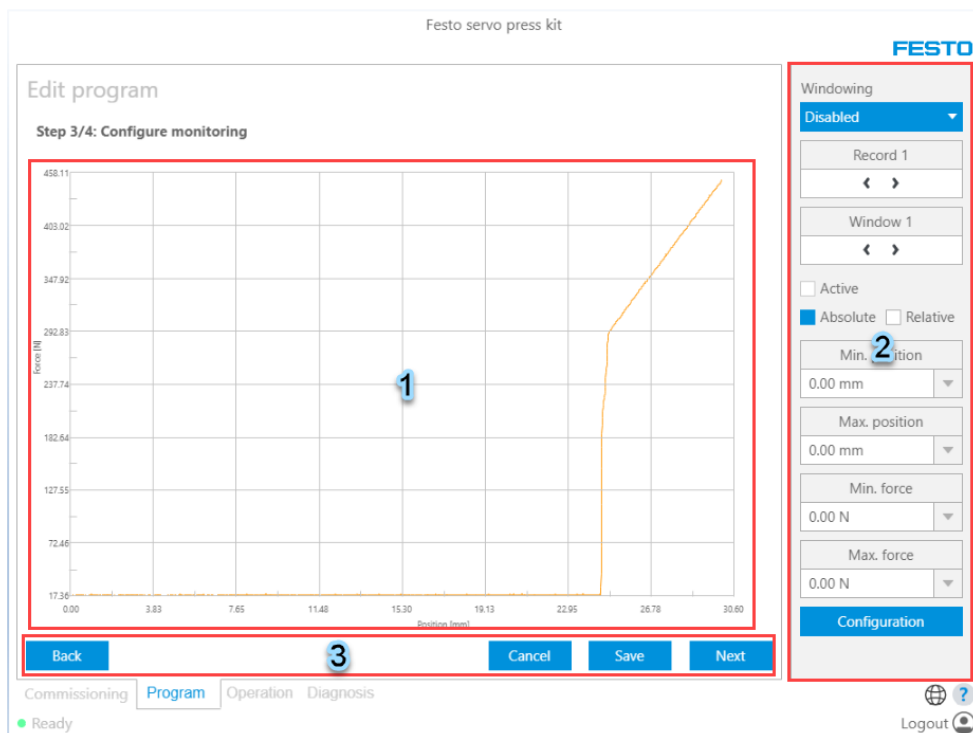 Festo servo press kit
FESTO
Edit program
Step 3/4: Configure monitoring
458.11
403.02
347.92
292.83
237.74
182.64
127.55
72.46
17.36
Force [N]
0.00 3.83 7.65 11.48 15.30 19.13 22.95 26.78 30.60
Position [mm]
1
Back Cancel Save Next
3
Windowing
Disabled
Record 1
Window 1
Active
Absolute Relative
Min. position
2
0.00 mm
Max. position
0.00 mm
Min. force
0.00 N
Max. force
0.00 N
Configuration
Commissioning Program Operation Diagnosis
?
Ready
Logout